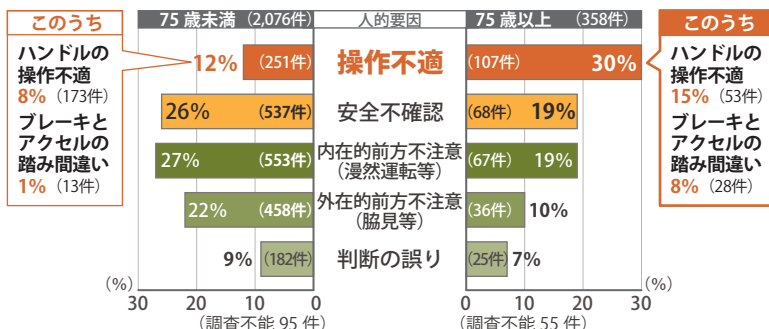 このうち
ハンドルの
操作不適
8% (173件)
ブレーキと
アクセルの
踏み間違い
1% (13件)
75歳未満 (2,076件) 人的要因 75歳以上 (358件)
12% (251件) 操作不適 (107件) 30%
26% (537件) 安全不確認 (68件) 19%
27% (553件) 内在的前方不注意 (67件) 19%
(漫然運転等)
22% (458件) 外在的前方不注意 (36件) 10%
(脇見等)
9% (182件) 判断の誤り (25件) 7%
(%) (%)
30 20 10 0 0 10 20 30
(調査不能 95 件) (調査不能 55 件)
このうち
ハンドルの
操作不適
15% (53件)
ブレーキと
アクセルの
踏み間違い
8% (28件)